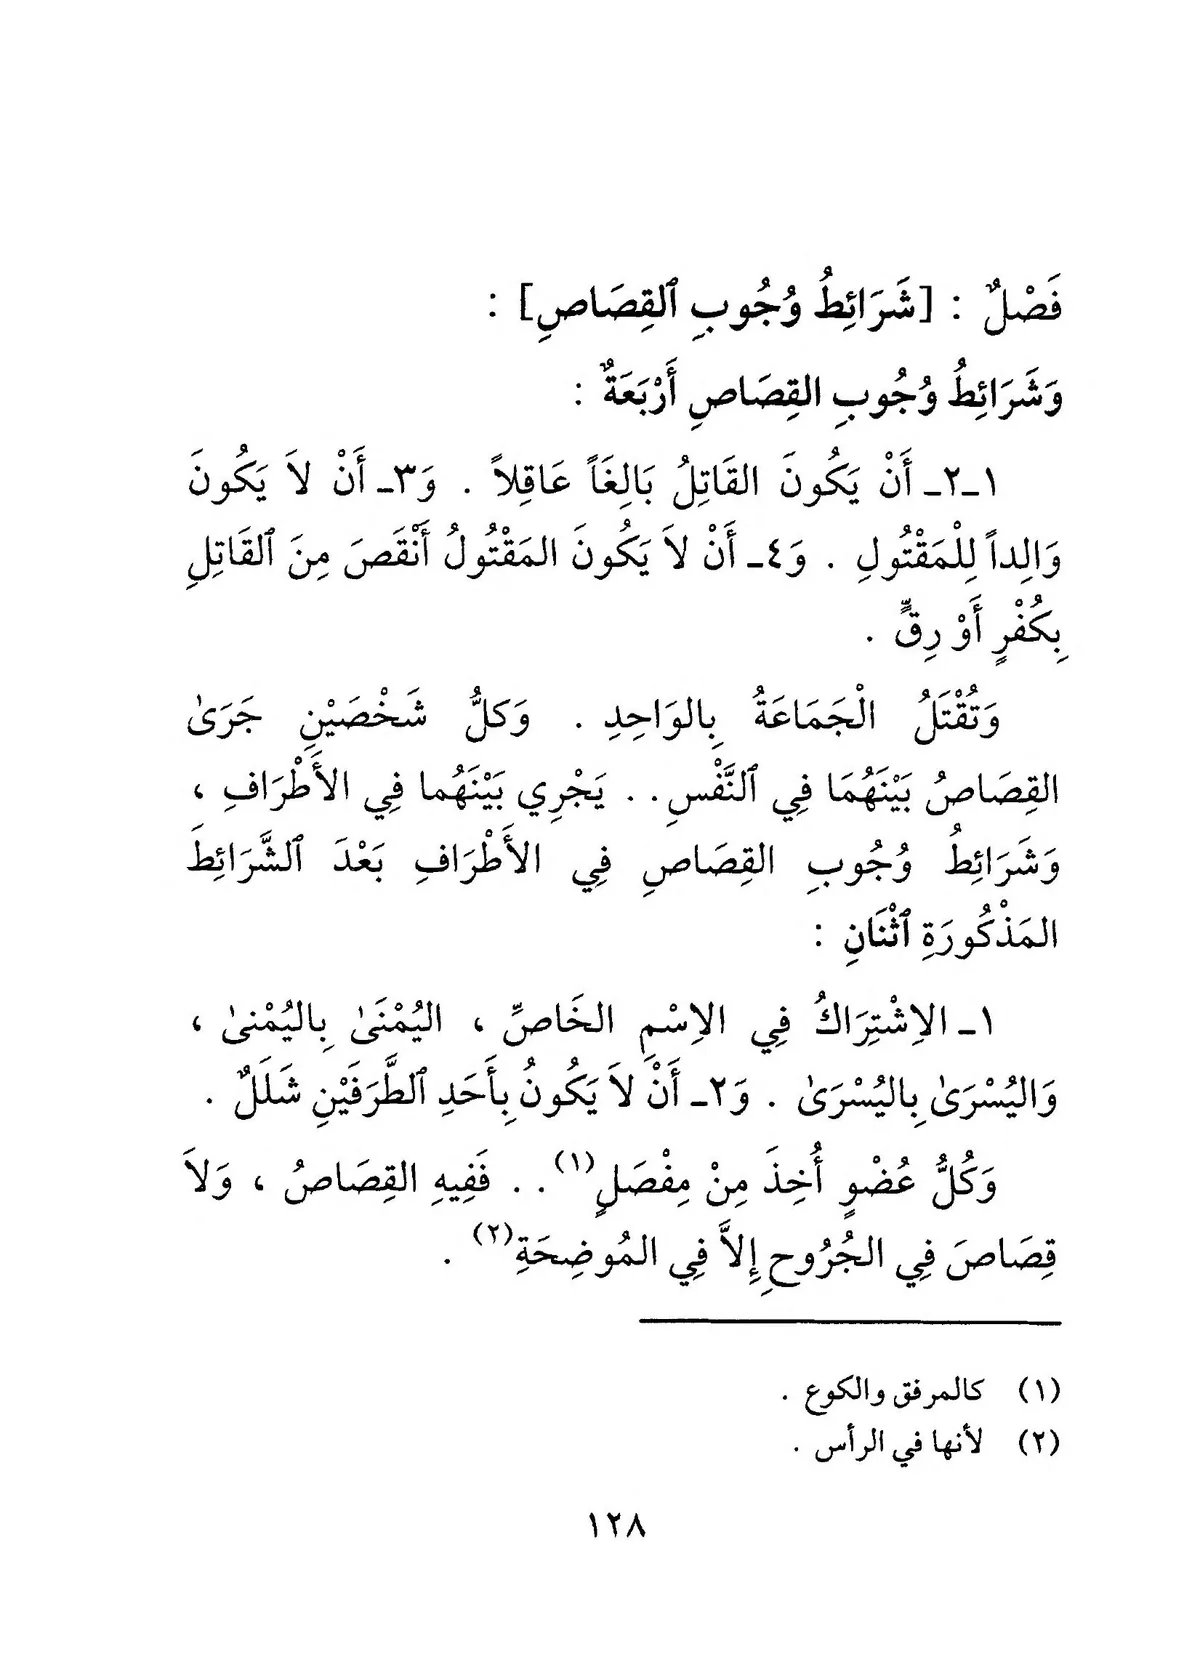 فَصْلٌ : [شَرَائِطُ وُجُوبِ ٱلقِصَاصِ] :
وَشَرَائِطُ وُجُوبِ القِصَاصِ أَرْبَعَةٌ :
١-٢- أَنْ يَكُونَ القَاتِلُ بَالِغَاً عَاقِلاً . وَ٣- أَنْ لاَ يَكُونَ
وَالِداً لِلْمَقْتُولِ . وَ٤- أَنْ لاَ يَكُونَ المَقْتُولُ أَنْقَصَ مِنَ ٱلقَاتِلِ
بِكُفْرٍ أَوْ رِقٍّ .
وَتُقْتَلُ الْجَمَاعَةُ بِالوَاحِدِ . وَكلُّ شَخْصَيْنِ جَرَىٰ
القِصَاصُ بَيْنَهُمَا فِي ٱلنَّفْسِ . . يَجْرِي بَيْنَهُما فِي الأَطْرَافِ ،
وَشَرَائِطُ وُجُوبِ القِصَاصِ فِي الأَطْرَافِ بَعْدَ ٱلشَّرَائِطَ
المَذْكُورَةِ ٱثْنَانِ :
١- الاِشْتِرَاكُ فِي الاِسْمِ الخَاصِّ ، اليُمْنَىٰ بِاليُمْنىٰ ،
وَاليُسْرَىٰ بِاليُسْرَىٰ . وَ٢- أَنْ لاَ يَكُونُ بِأَحَدِ ٱلطَّرَفَيْنِ شَلَلٌ .
وَكُلُّ عُضْوٍ أُخِذَ مِنْ مِفْصَلٍ(١) . . فَفِيهِ القِصَاصُ ، وَلاَ
قِصَاصَ فِي الجُرُوحِ إِلاَّ فِي المُوضِحَةِ(٢) .
(١) كالمرفق والكوع .
(٢) لأنها في الرأس .
١٢٨